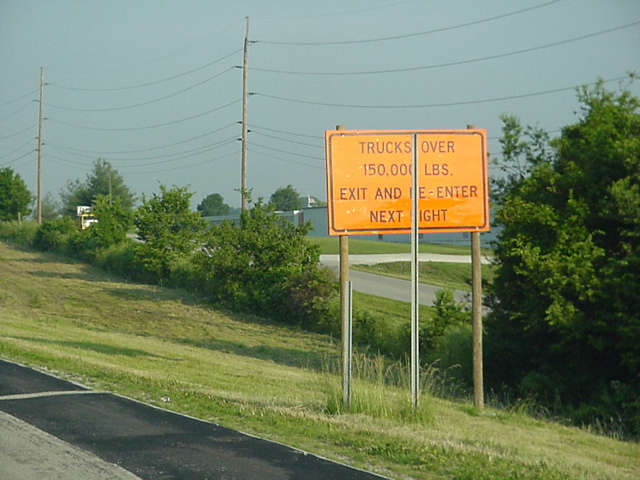 TRUCKS OVER
150,000 LBS.
EXIT AND RE-ENTER
NEXT RIGHT